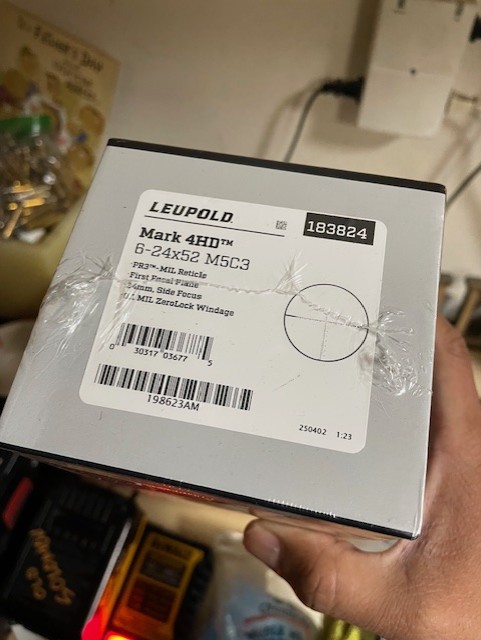 LEUPOLD
183824
Mark 4HD™
6-24x52 M5C3
PR3™-MIL Reticle
First Focal Plane
34mm, Side Focus
MIL ZeroLock Windage
0 30317 03677 5
198623AM
250402 1:23
OLD